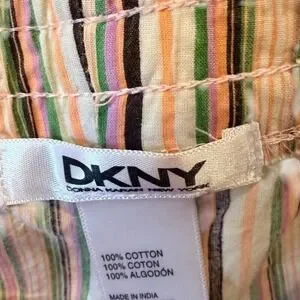 DKNY
DONNA KARAN NEW YORK
100% COTTON
100% COTON
100% ALGODÓN
MADE IN INDIA